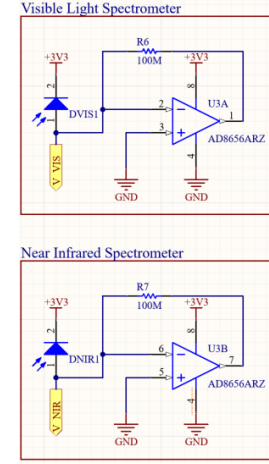 Visible Light Spectrometer
R6
+3V3
100M
+3V3
2
8
DVIS1
2
U3A
1
1
3
AD8656ARZ
V_VIS
4
GND
GND
Near Infrared Spectrometer
R7
+3V3
100M
+3V3
2
8
DNIR1
6
U3B
7
1
5
AD8656ARZ
V_NIR
4
GND
GND